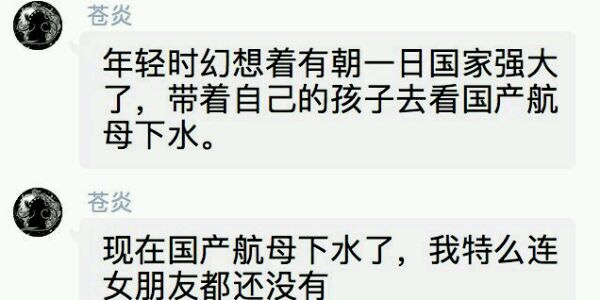 苍炎
年轻时幻想着有朝一日国家强大
了，带着自己的孩子去看国产航
母下水。
苍炎
现在国产航母下水了，我特么连
女朋友都还没有